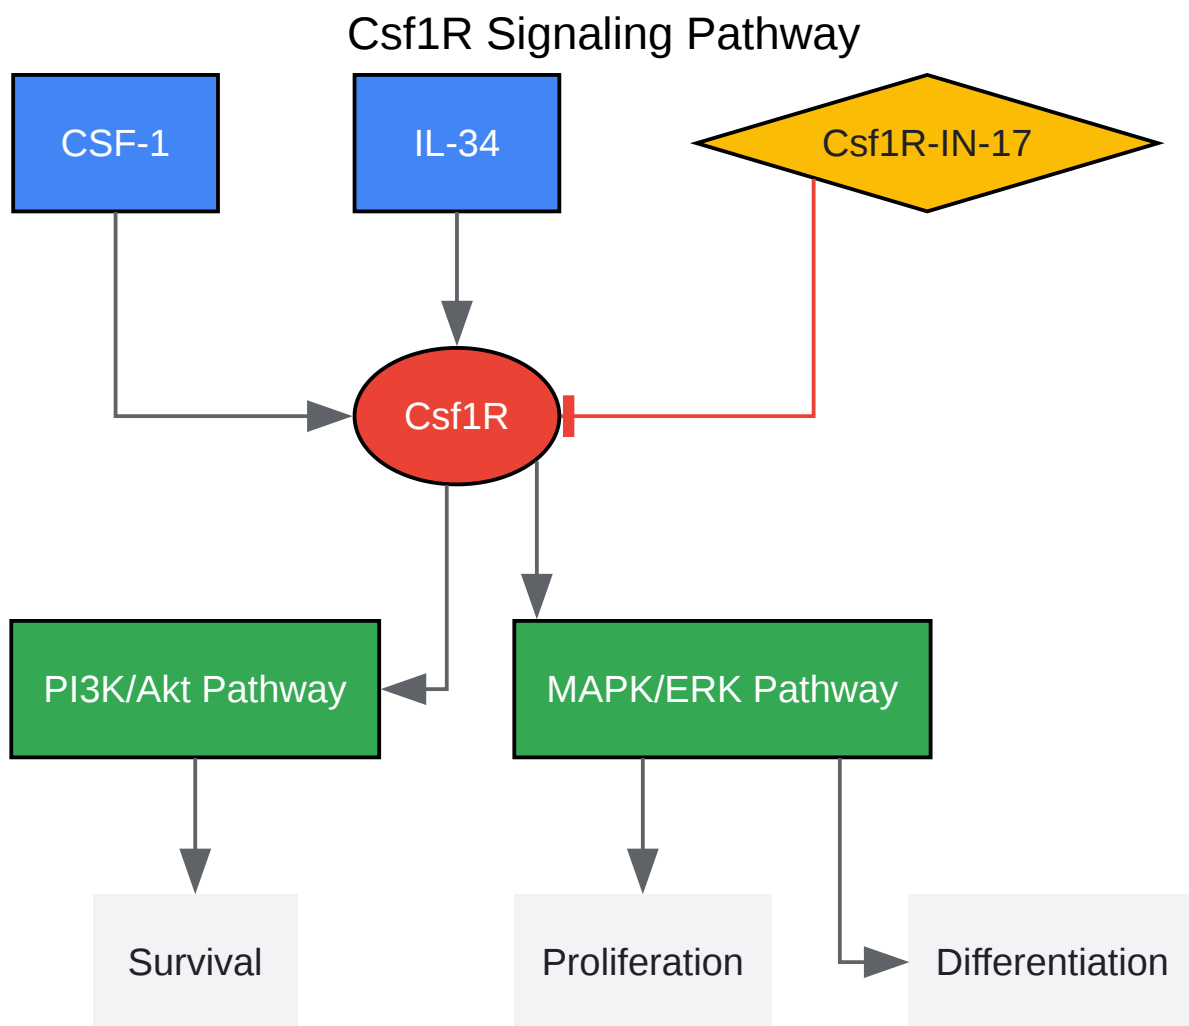 Csf1R Signaling Pathway
CSF-1
IL-34
Csf1R-IN-17
Csf1R
PI3K/Akt Pathway
MAPK/ERK Pathway
Survival
Proliferation
Differentiation